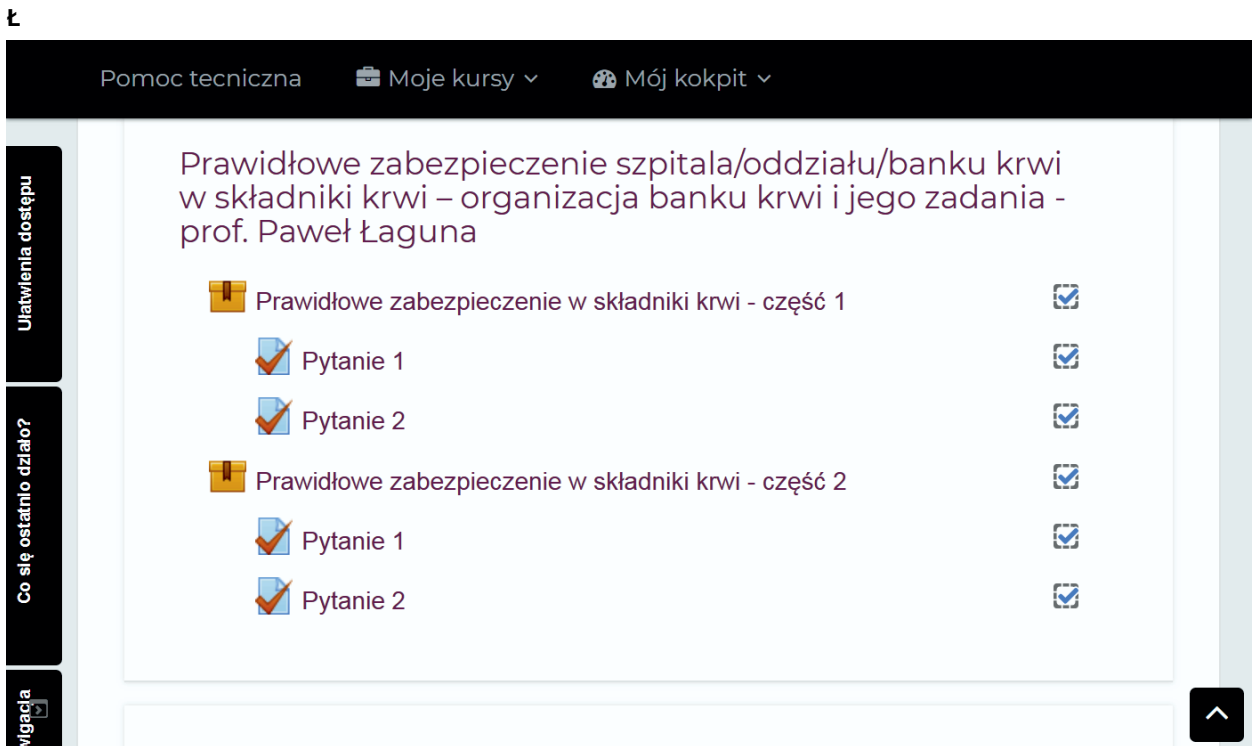 Ł
Pomoc tecniczna Moje kursy Mój kokpit
Ułatwienia dostępu
Co się ostatnio działo?
Prawidłowe zabezpieczenie szpitala/oddziału/banku krwi
w składniki krwi – organizacja banku krwi i jego zadania -
prof. Paweł Łaguna
Prawidłowe zabezpieczenie w składniki krwi - część 1
Pytanie 1
Pytanie 2
Prawidłowe zabezpieczenie w składniki krwi - część 2
Pytanie 1
Pytanie 2